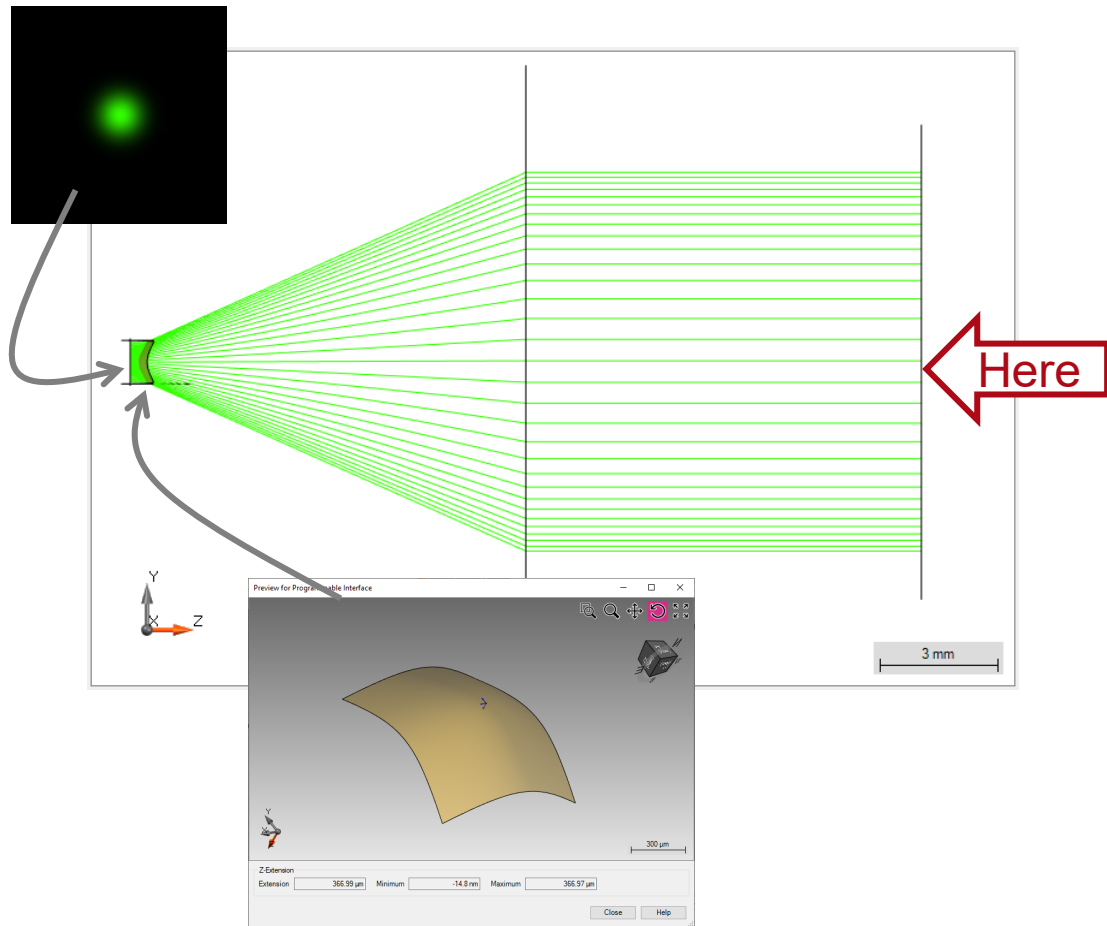 Here
Y
X
Z
3 mm
Preview for Programmable Interface
Y
300 µm
Z-Extension
Extension 366.99 µm Minimum -14.8 nm Maximum 366.97 µm
Close Help